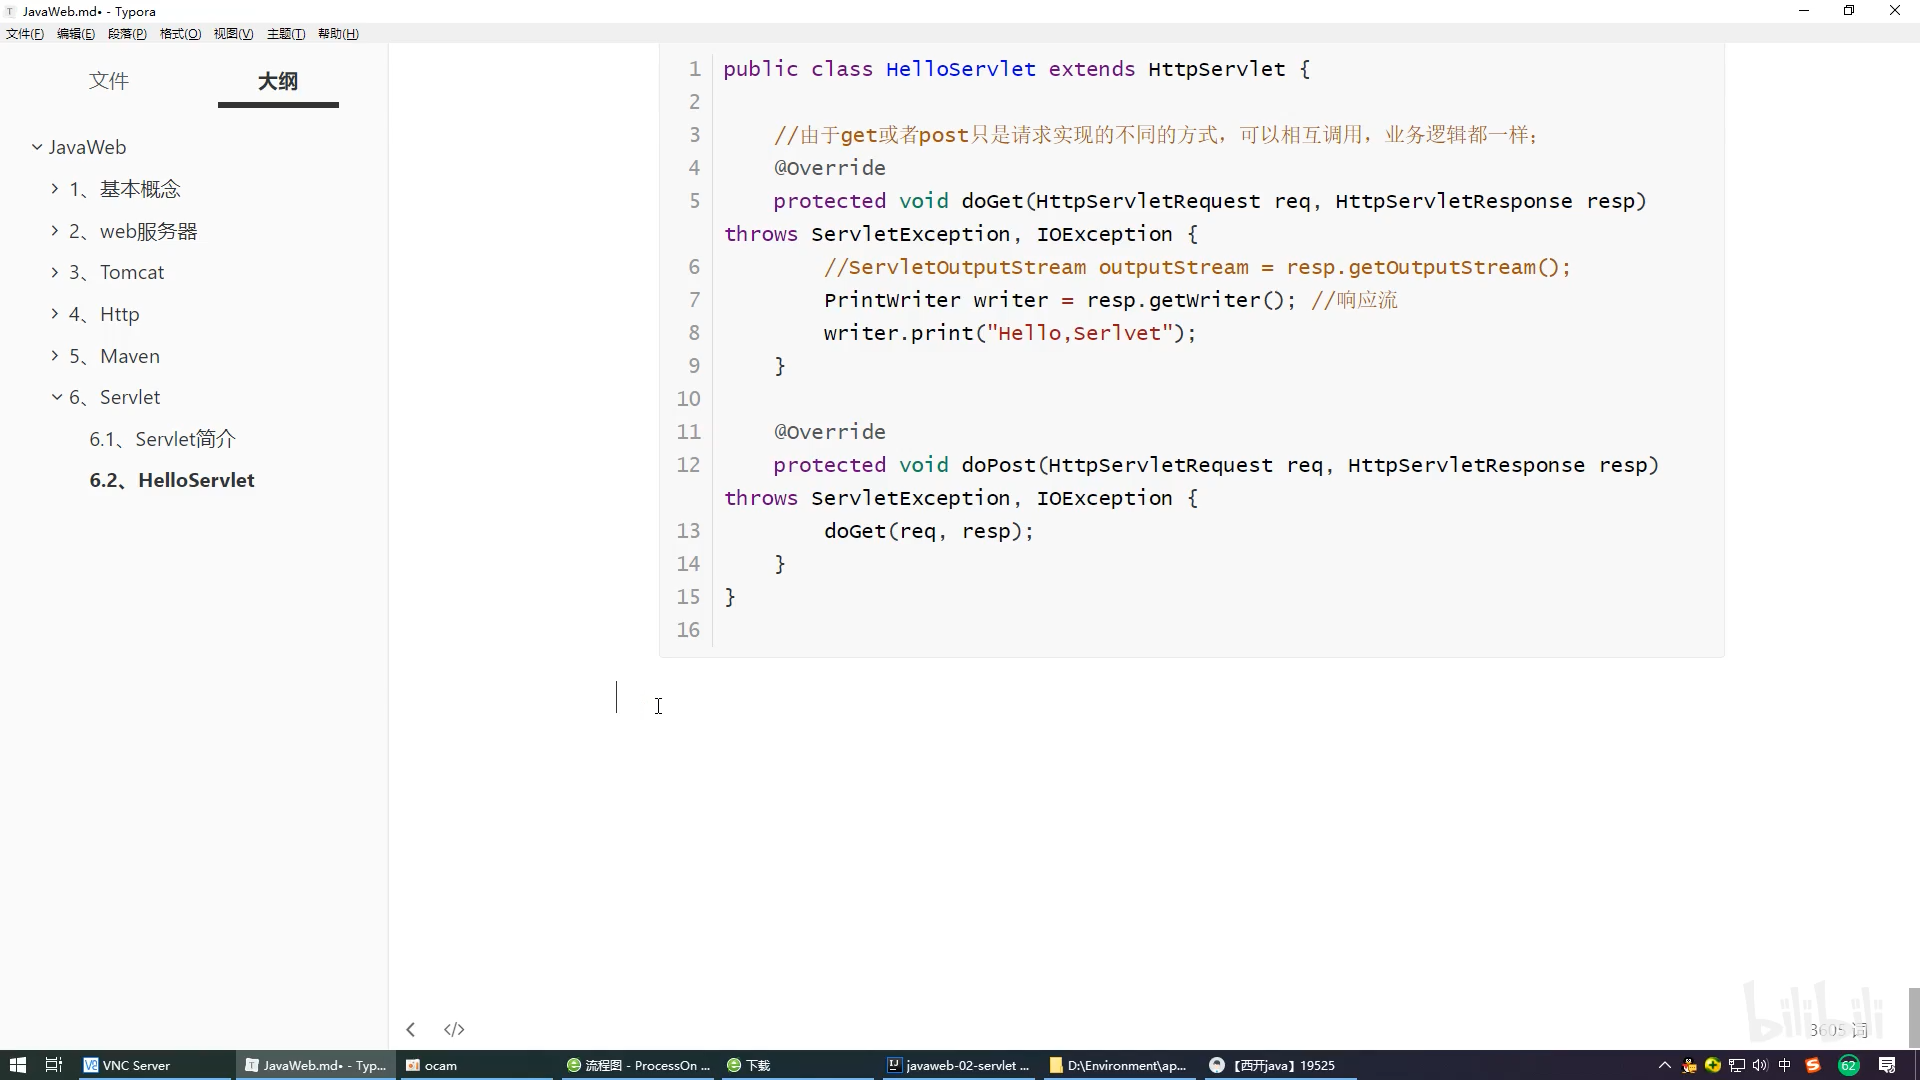 JavaWeb.md• - Typora
文件(F) 编辑(E) 段落(P) 格式(O) 视图(V) 主题(T) 帮助(H)
文件 大纲
JavaWeb
1、基本概念
2、web服务器
3、Tomcat
4、Http
5、Maven
6、Servlet
6.1、Servlet简介
6.2、HelloServlet
1 public class HelloServlet extends HttpServlet {
2
3 //由于get或者post只是请求实现的不同的方式，可以相互调用，业务逻辑都一样；
4 @Override
5 protected void doGet(HttpServletRequest req, HttpServletResponse resp)
throws ServletException, IOException {
6 //ServletOutputStream outputStream = resp.getOutputStream();
7 PrintWriter writer = resp.getWriter(); //响应流
8 writer.print("Hello,Serlvet");
9 }
10
11 @Override
12 protected void doPost(HttpServletRequest req, HttpServletResponse resp)
throws ServletException, IOException {
13 doGet(req, resp);
14 }
15 }
16
bilibili
3605 词
VNC Server JavaWeb.md• - Typ... ocam 流程图 - ProcessOn ... 下载 javaweb-02-servlet ... D:\Environment\ap... 【西开java】19525 中 62